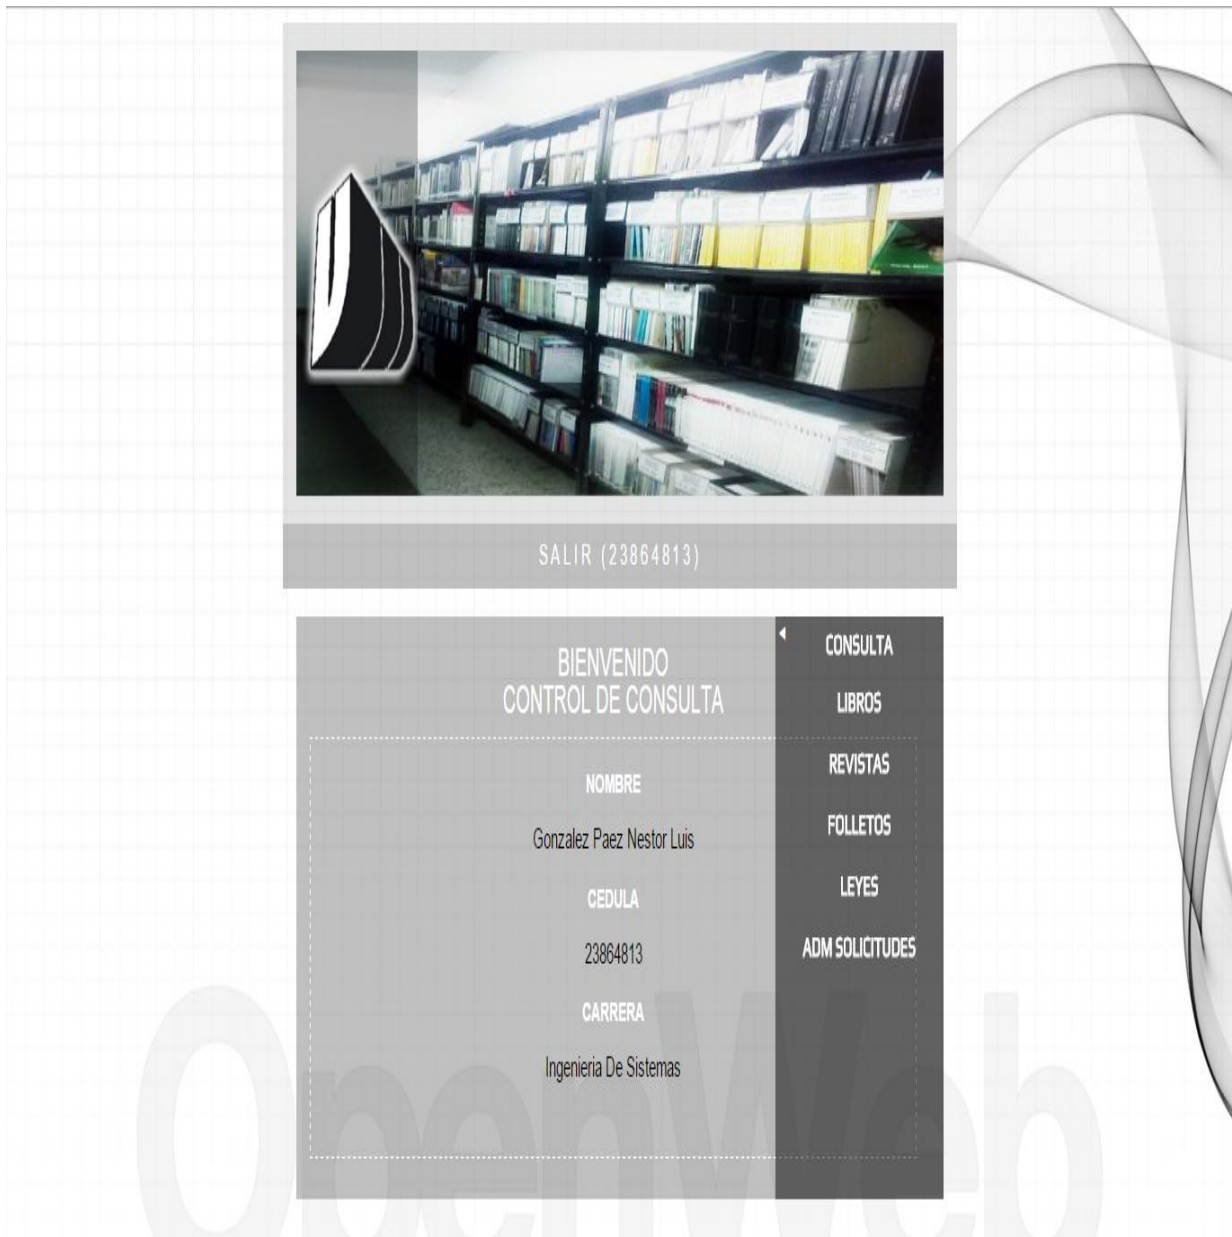 SALIR (23864813)
BIENVENIDO
CONTROL DE CONSULTA
NOMBRE
Gonzalez Paez Nestor Luis
CEDULA
23864813
CARRERA
Ingenieria De Sistemas
CONSULTA
LIBROS
REVISTAS
FOLLETOS
LEYES
ADM SOLICITUDES
OpenWeb